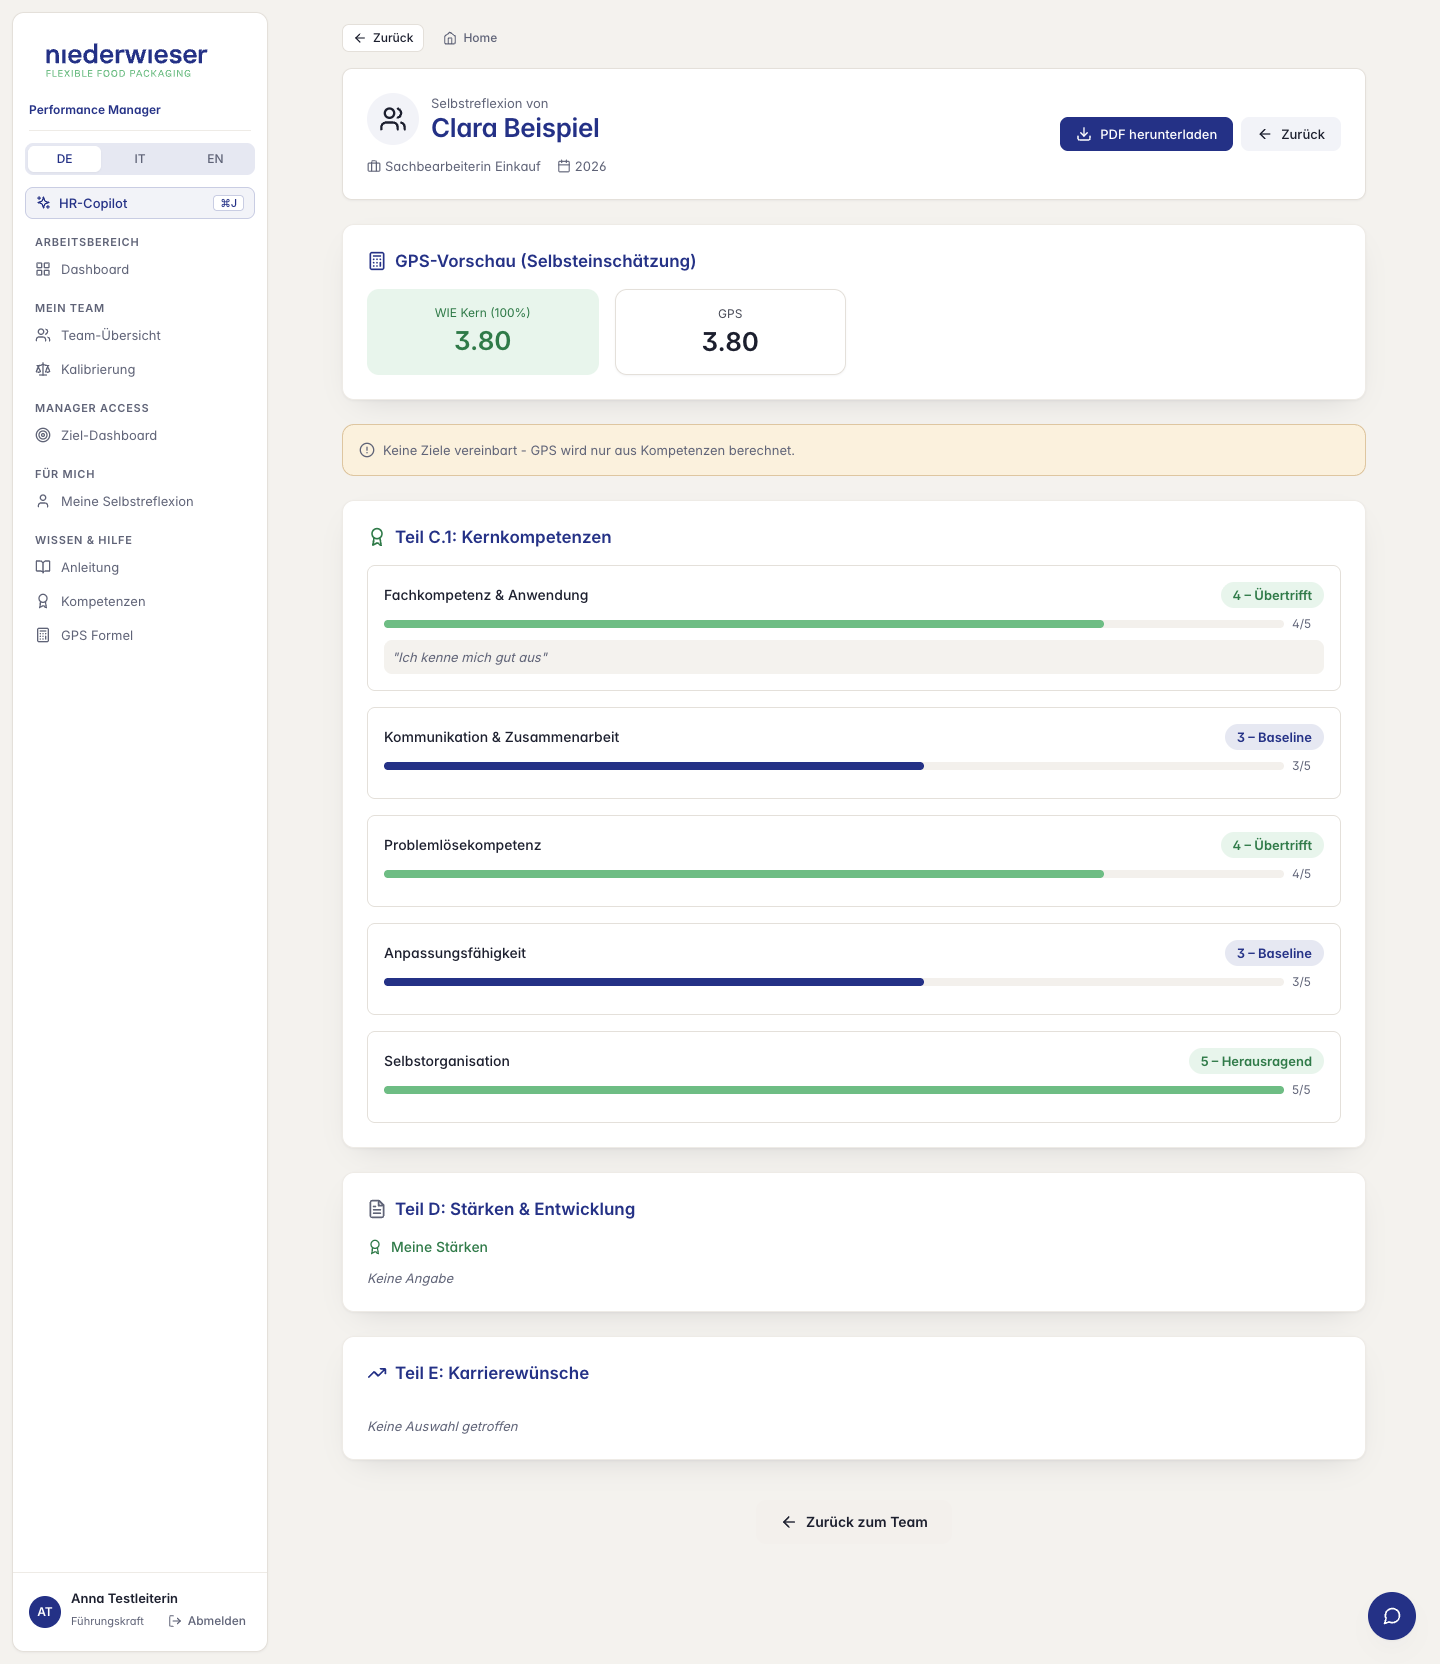 niederwieser
FLEXIBLE FOOD PACKAGING
Performance Manager
DE IT EN
HR-Copilot ⌘J
ARBEITSBEREICH
Dashboard
MEIN TEAM
Team-Übersicht
Kalibrierung
MANAGER ACCESS
Ziel-Dashboard
FÜR MICH
Meine Selbstreflexion
WISSEN & HILFE
Anleitung
Kompetenzen
GPS Formel
AT
Anna Testleiterin
Führungskraft
Abmelden
Zurück
Home
Selbstreflexion von
Clara Beispiel
Sachbearbeiterin Einkauf 2026
PDF herunterladen
Zurück
GPS-Vorschau (Selbsteinschätzung)
WIE Kern (100%)
3.80
GPS
3.80
Keine Ziele vereinbart - GPS wird nur aus Kompetenzen berechnet.
Teil C.1: Kernkompetenzen
Fachkompetenz & Anwendung
4 – Übertrifft
4/5
"Ich kenne mich gut aus"
Kommunikation & Zusammenarbeit
3 – Baseline
3/5
Problemlösekompetenz
4 – Übertrifft
4/5
Anpassungsfähigkeit
3 – Baseline
3/5
Selbstorganisation
5 – Herausragend
5/5
Teil D: Stärken & Entwicklung
Meine Stärken
Keine Angabe
Teil E: Karrierewünsche
Keine Auswahl getroffen
Zurück zum Team